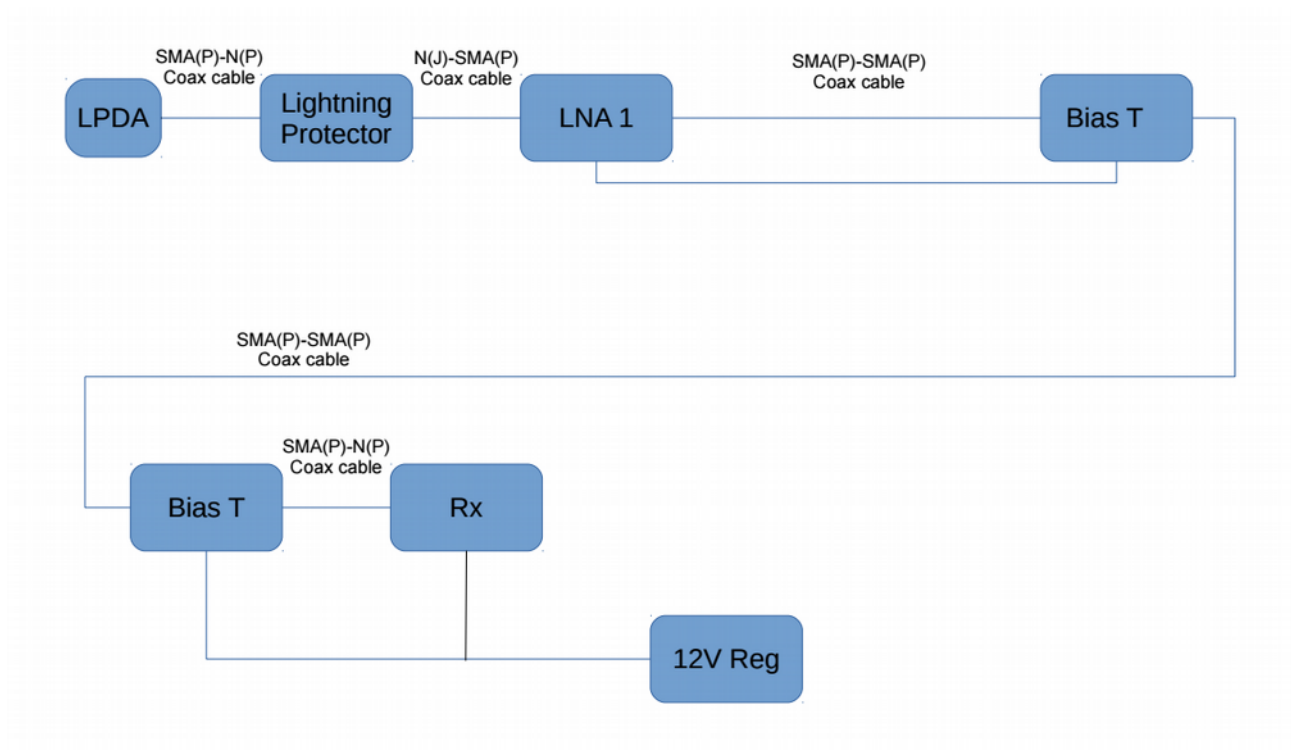 SMA(P)-N(P)
Coax cable
N(J)-SMA(P)
Coax cable
SMA(P)-SMA(P)
Coax cable
LPDA
Lightning
Protector
LNA 1
Bias T
SMA(P)-SMA(P)
Coax cable
SMA(P)-N(P)
Coax cable
Bias T
Rx
12V Reg